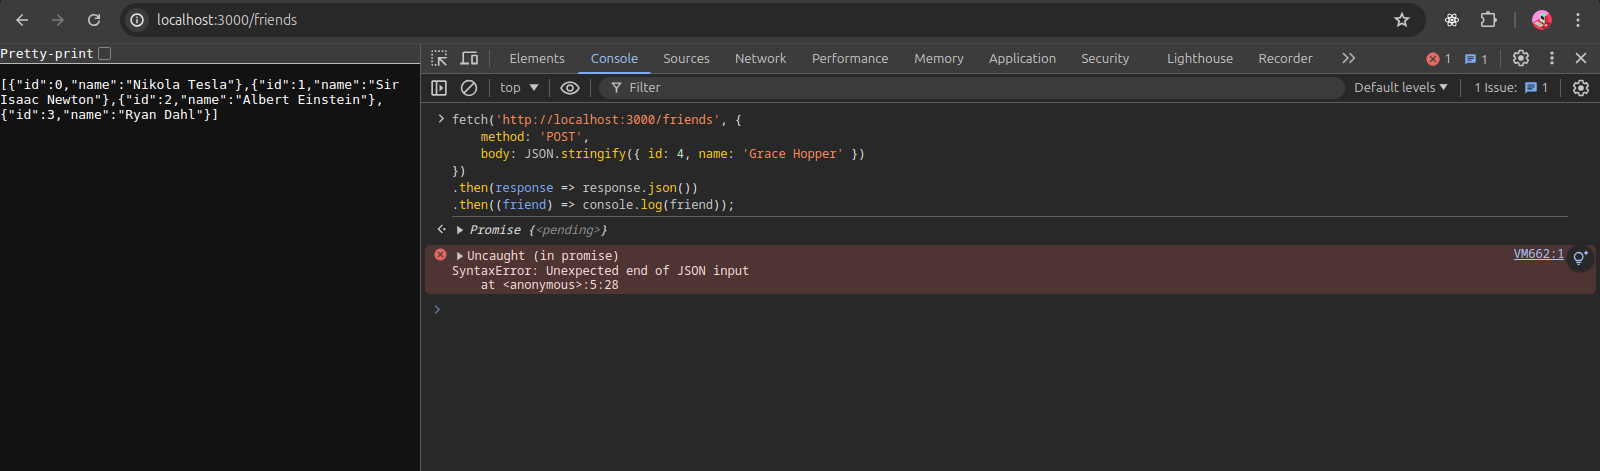 localhost:3000/friends
Pretty-print
[{"id":0,"name":"Nikola Tesla"},{"id":1,"name":"Sir
Isaac Newton"},{"id":2,"name":"Albert Einstein"},
{"id":3,"name":"Ryan Dahl"}]
Elements Console Sources Network Performance Memory Application Security Lighthouse Recorder 1 1
top Filter Default levels 1 Issue: 1
fetch('http://localhost:3000/friends', {
    method: 'POST',
    body: JSON.stringify({ id: 4, name: 'Grace Hopper' })
})
.then(response => response.json())
.then((friend) => console.log(friend));
Promise {<pending>}
Uncaught (in promise) VM662:1
SyntaxError: Unexpected end of JSON input
    at <anonymous>:5:28